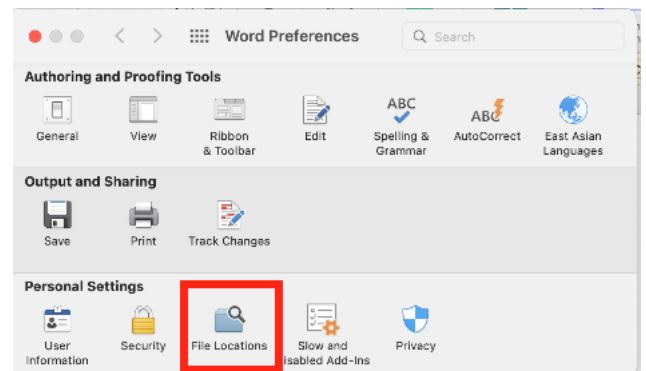 Word Preferences
Search
Authoring and Proofing Tools
General
View
Ribbon
& Toolbar
Edit
ABC
Spelling &
Grammar
ABC
AutoCorrect
East Asian
Languages
Output and Sharing
Save
Print
Track Changes
Personal Settings
User
Information
Security
File Locations
Slow and
isabled Add-Ins
Privacy